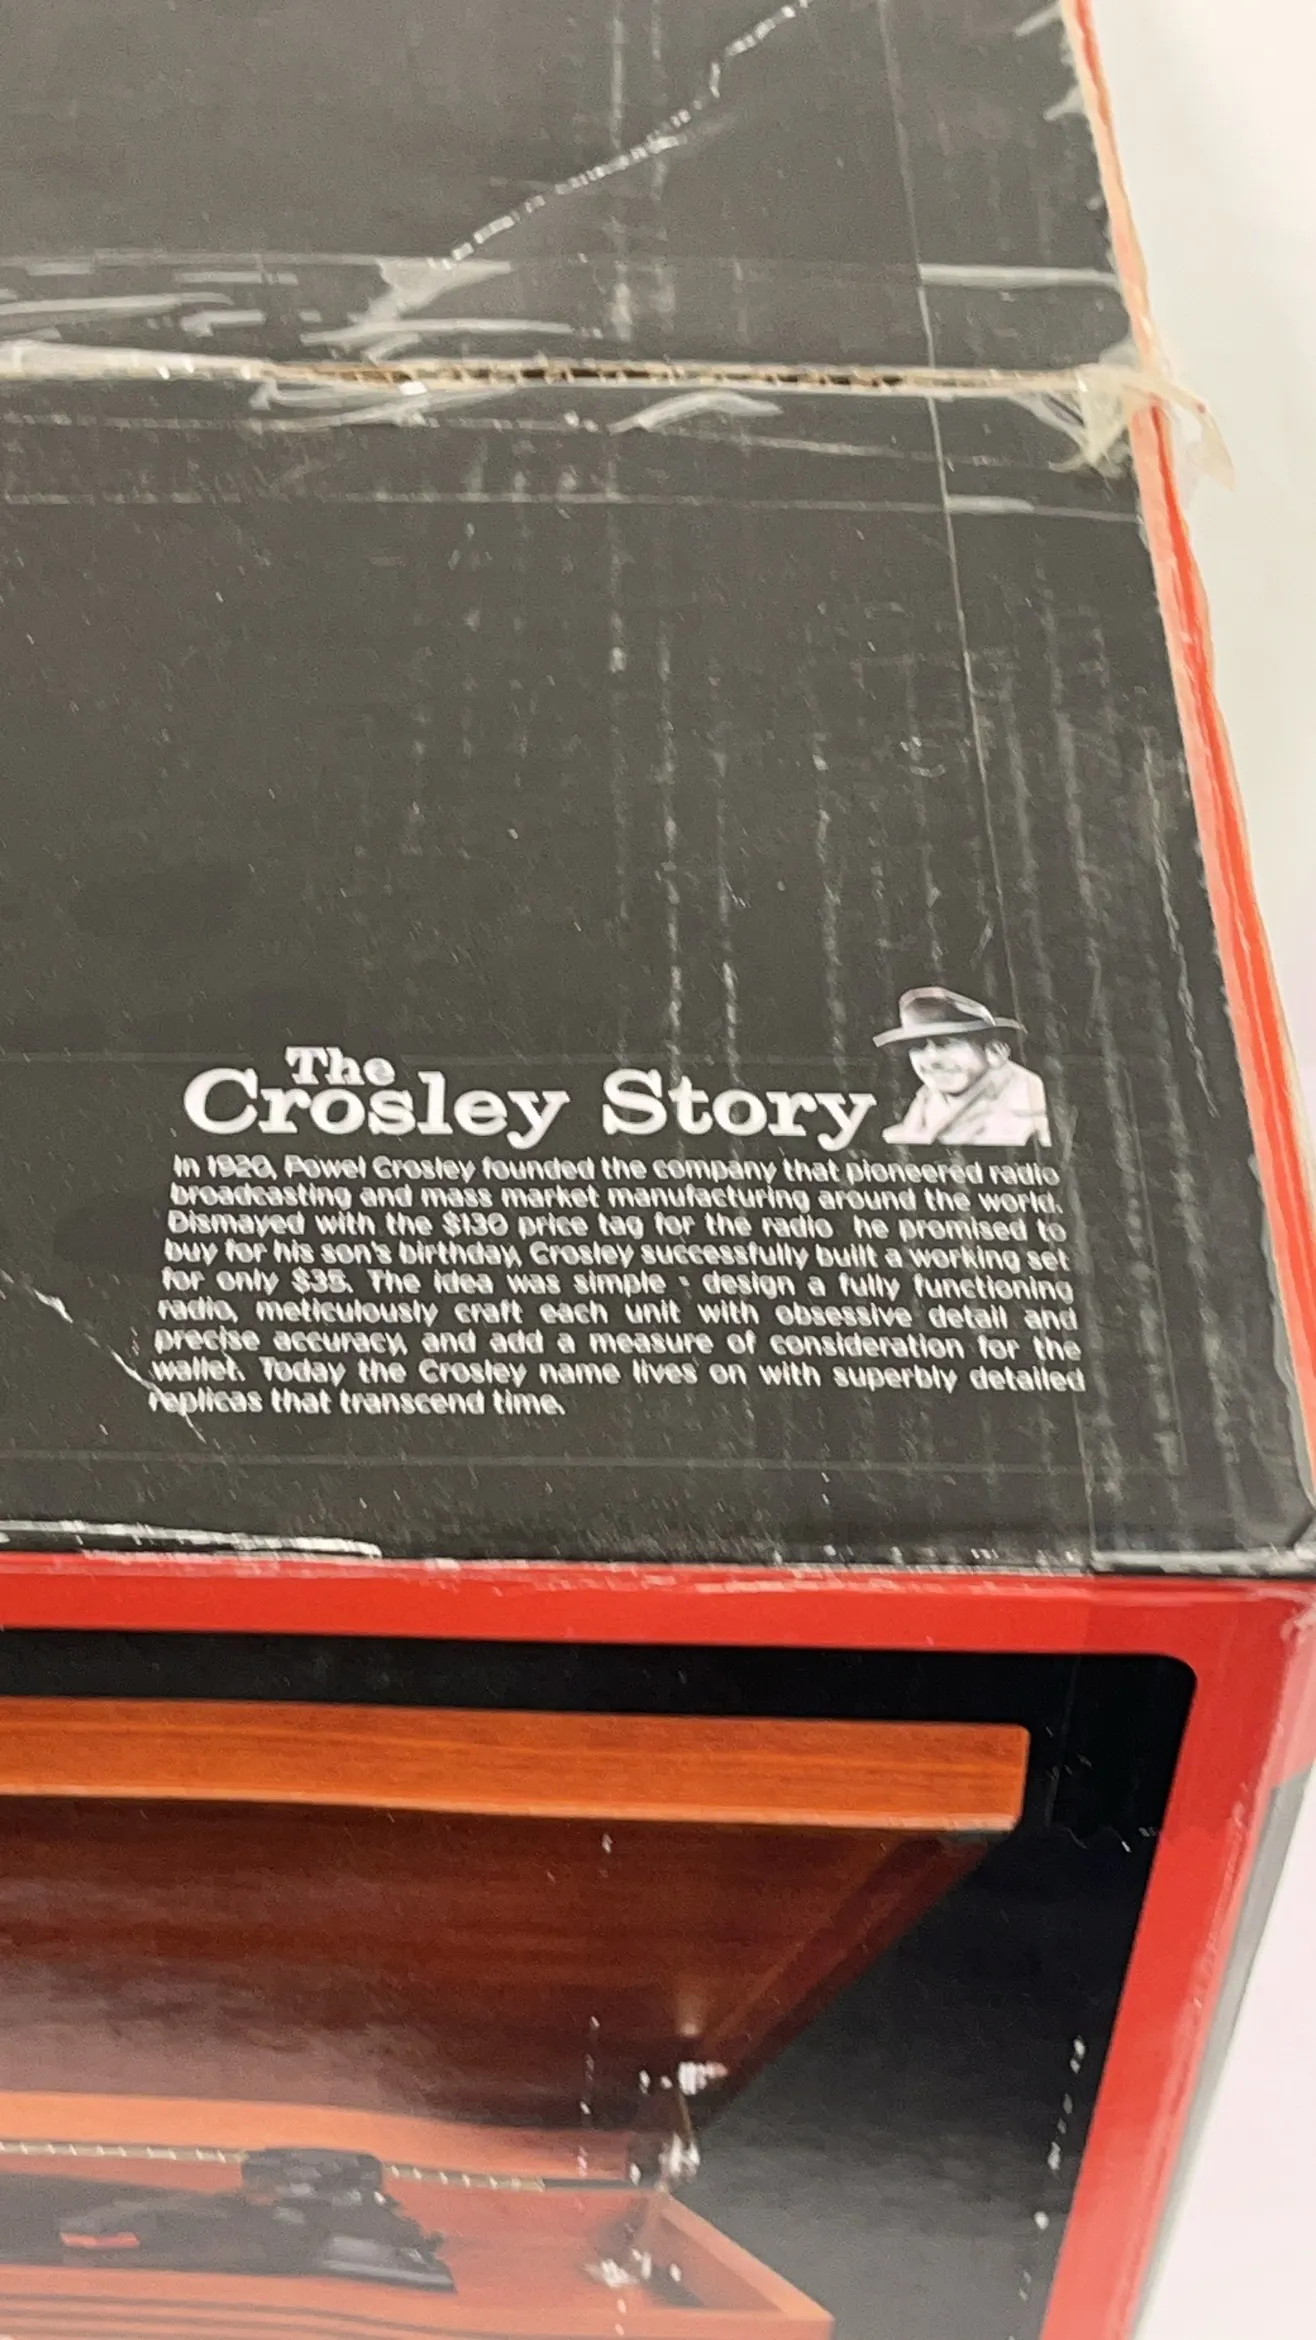 The
Crosley Story
In 1920, Powel Crosley founded the company that pioneered radio
broadcasting and mass market manufacturing around the world.
Dismayed with the $130 price tag for the radio he promised to
buy for his son's birthday, Crosley successfully built a working set
for only $35. The idea was simple - design a fully functioning
radio, meticulously craft each unit with obsessive detail and
precise accuracy, and add a measure of consideration for the
wallet. Today the Crosley name lives on with superbly detailed
replicas that transcend time.